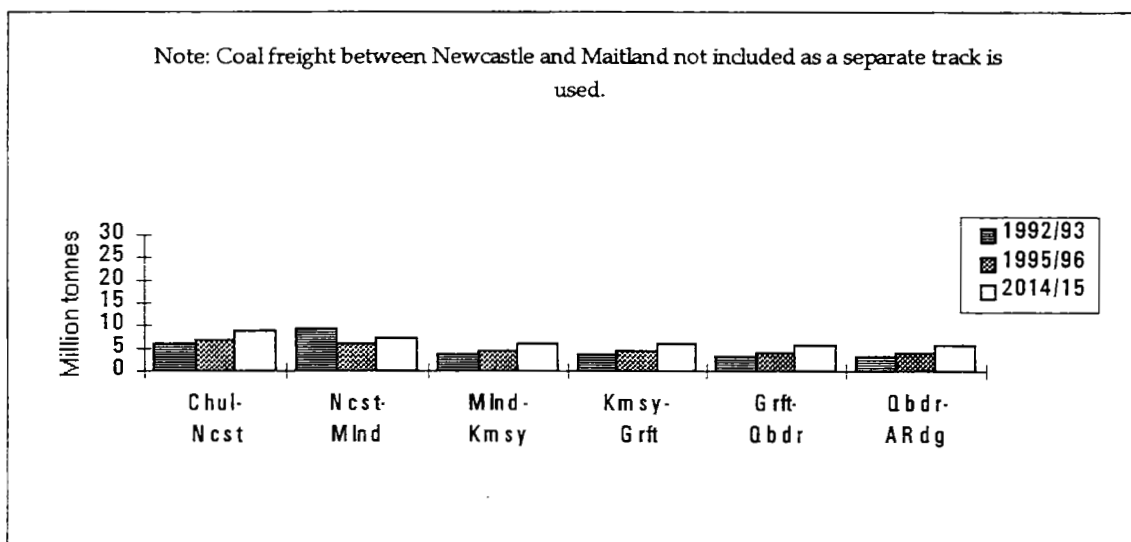 Note: Coal freight between Newcastle and Maitland not included as a separate track is
used.
Million tonnes
30
25
20
15
10
5
0
1992/93
1995/96
2014/15
Chul-
Ncst
Ncst-
Mlnd
Mlnd-
Kmsy
Kmsy-
Grft
Grft-
Qbdr
Qbdr-
ARdg